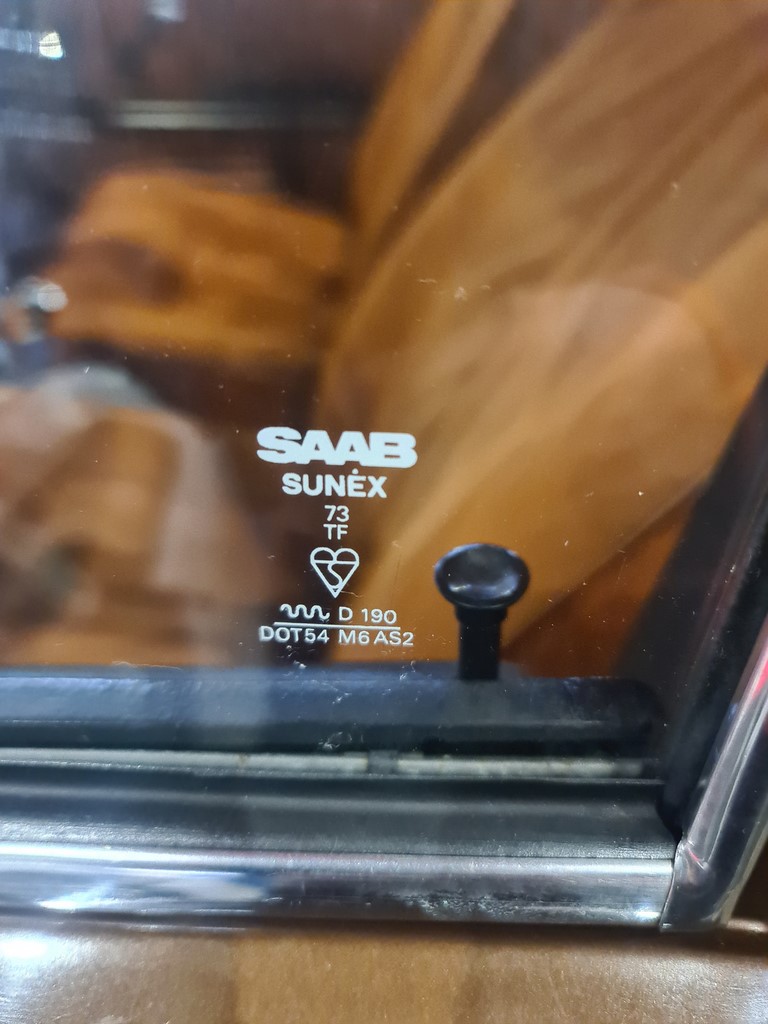 SAAB
SUNEX
73
TF
D 190
DOT54 M6 AS2